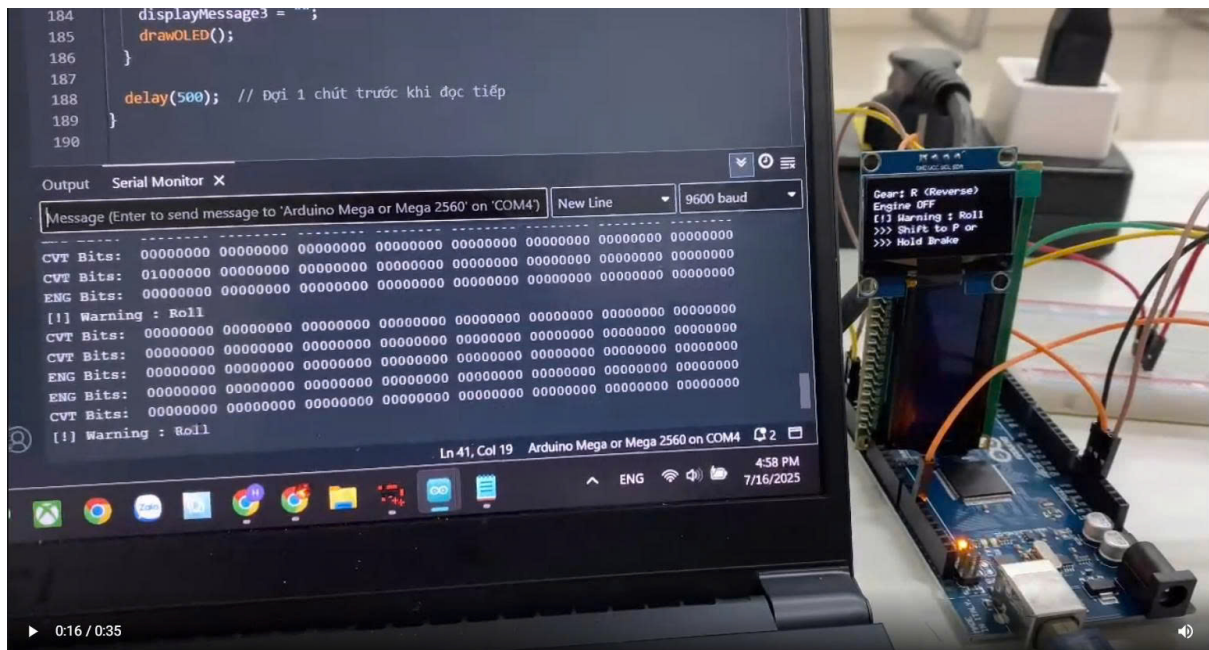 184 displayMessage3 = "";
185 drawOLED();
186 }
187
188 delay(500); // Đợi 1 chút trước khi đọc tiếp
189 }
190
Output Serial Monitor X
Message (Enter to send message to 'Arduino Mega or Mega 2560' on 'COM4') New Line 9600 baud
CVT Bits: 00000000 00000000 00000000 00000000 00000000 00000000 00000000 00000000
CVT Bits: 01000000 00000000 00000000 00000000 00000000 00000000 00000000 00000000
ENG Bits: 00000000 00000000 00000000 00000000 00000000 00000000 00000000 00000000
[!] Warning : Roll
CVT Bits: 00000000 00000000 00000000 00000000 00000000 00000000 00000000 00000000
CVT Bits: 00000000 00000000 00000000 00000000 00000000 00000000 00000000 00000000
ENG Bits: 00000000 00000000 00000000 00000000 00000000 00000000 00000000 00000000
ENG Bits: 00000000 00000000 00000000 00000000 00000000 00000000 00000000 00000000
CVT Bits: 00000000 00000000 00000000 00000000 00000000 00000000 00000000 00000000
[!] Warning : Roll
Ln 41, Col 19 Arduino Mega or Mega 2560 on COM4 2
Zalo
ENG
4:58 PM
7/16/2025
GND VCC SCL SDA
Gear: R (Reverse)
Engine OFF
[!] Warning : Roll
>>> Shift to P or
>>> Hold Brake
0:16 / 0:35